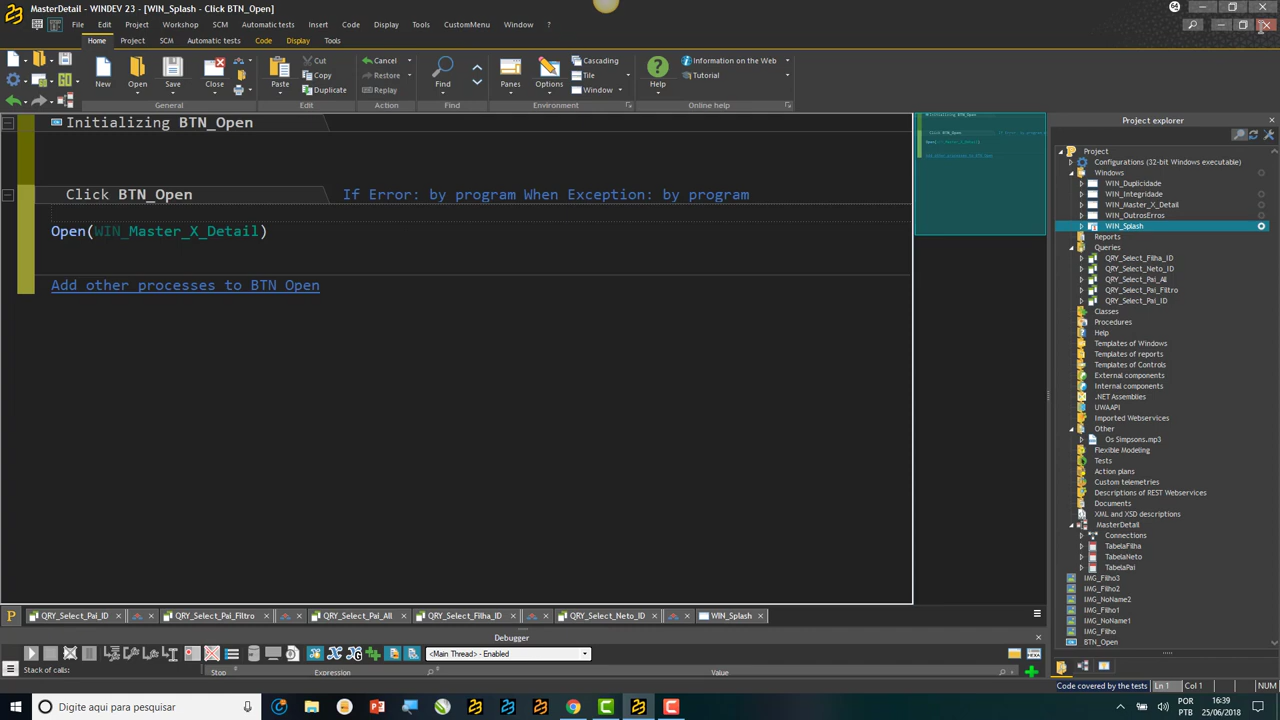 MasterDetail - WINDEV 23 - [WIN_Splash - Click BTN_Open]
64
File Edit Project Workshop SCM Automatic tests Insert Code Display Tools CustomMenu Window
Home Project SCM Automatic tests Code Display Tools
New Open Save Close Paste Cut Copy Duplicate Cancel Restore Replay Find Panes Options Cascading Tile Window Help Information on the Web Tutorial
General Edit Action Find Environment Online help
Initializing BTN_Open
Click BTN_Open If Error: by program When Exception: by program
Open(WIN_Master_X_Detail)
Add other processes to BTN Open
Project explorer
Project
Configurations (32-bit Windows executable)
Windows
WIN_Duplicidade
WIN_Integridade
WIN_Master_X_Detail
WIN_OutrosErros
WIN_Splash
Reports
Queries
QRY_Select_Filha_ID
QRY_Select_Neto_ID
QRY_Select_Pai_All
QRY_Select_Pai_Filtro
QRY_Select_Pai_ID
Classes
Procedures
Help
Templates of Windows
Templates of reports
Templates of Controls
External components
Internal components
.NET Assemblies
UWAAPI
Imported Webservices
Other
Os Simpsons.mp3
Flexible Modeling
Tests
Action plans
Custom telemetries
Descriptions of REST Webservices
Documents
XML and XSD descriptions
MasterDetail
Connections
TabelaFilha
TabelaNeto
TabelaPai
IMG_Filho3
IMG_Filho2
IMG_NoName2
IMG_Filho1
IMG_NoName1
IMG_Filho
BTN_Open
QRY_Select_Pai_ID QRY_Select_Pai_Filtro QRY_Select_Pai_All QRY_Select_Filha_ID QRY_Select_Neto_ID WIN_Splash
Debugger
<Main Thread> - Enabled
Stack of calls: Stop Expression Value
Code covered by the tests Ln 1 Col 1 NUM
Digite aqui para pesquisar
POR
PTB
16:39
25/06/2018